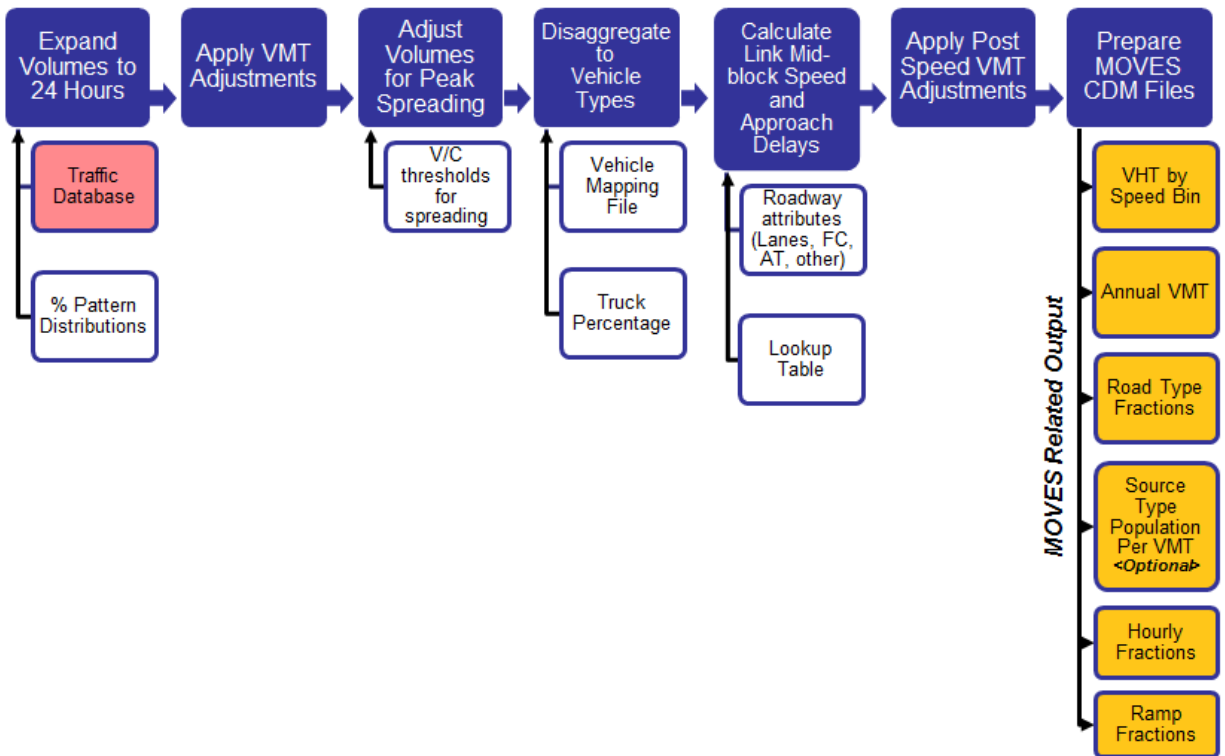 Expand
Volumes to
24 Hours
Apply VMT
Adjustments
Adjust
Volumes
for Peak
Spreading
Disaggregate
to
Vehicle
Types
Calculate
Link Mid-
block Speed
and
Approach
Delays
Apply Post
Speed VMT
Adjustments
Prepare
MOVES
CDM Files
Traffic
Database
% Pattern
Distributions
V/C
thresholds
for
spreading
Vehicle
Mapping
File
Truck
Percentage
Roadway
attributes
(Lanes, FC,
AT, other)
Lookup
Table
MOVES Related Output
VHT by
Speed Bin
Annual VMT
Road Type
Fractions
Source
Type
Population
Per VMT
<Optional>
Hourly
Fractions
Ramp
Fractions